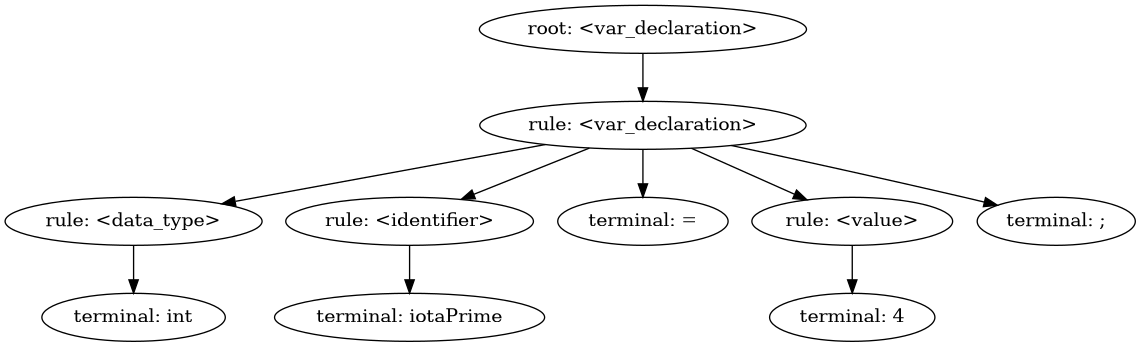 root: <var_declaration>
rule: <var_declaration>
rule: <data_type>
rule: <identifier>
terminal: =
rule: <value>
terminal: ;
terminal: int
terminal: iotaPrime
terminal: 4